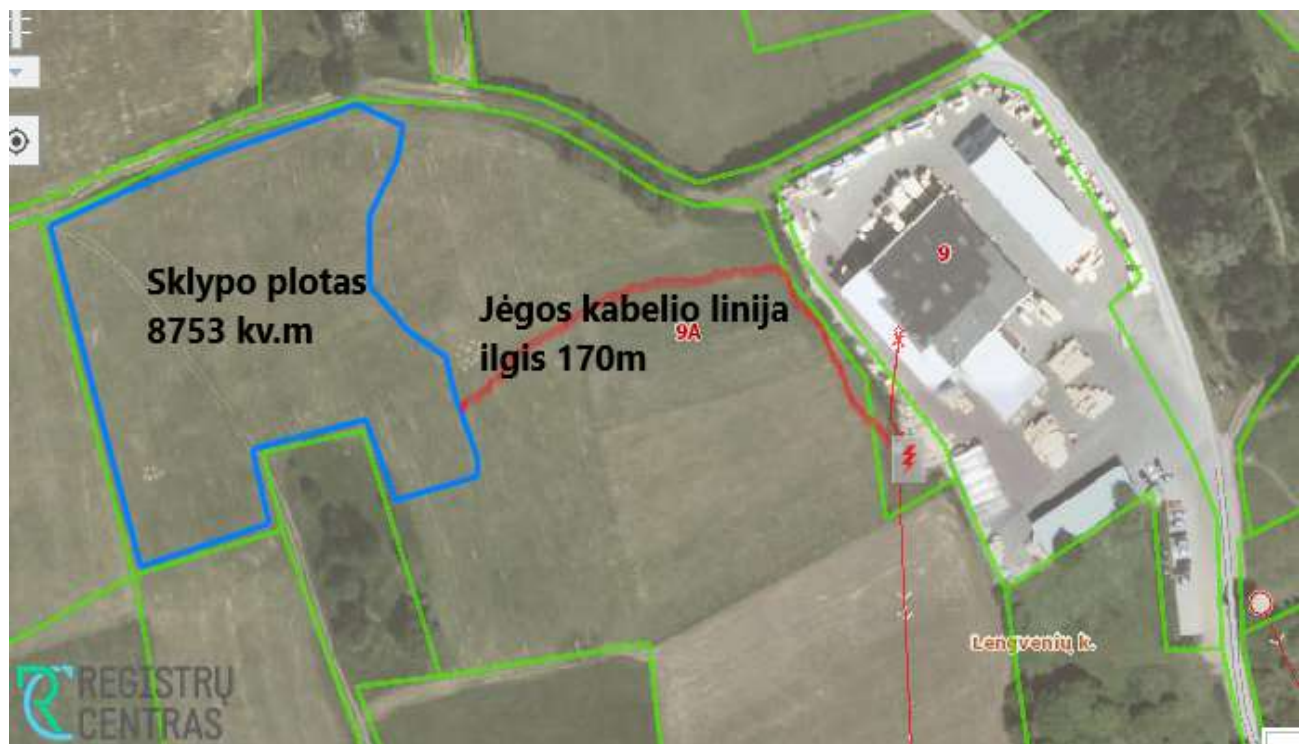 Sklypo plotas
8753 kv.m
Jėgos kabelio linija
ilgis 170m
9A
9
Lengvenių k.
REGISTRŲ
CENTRAS